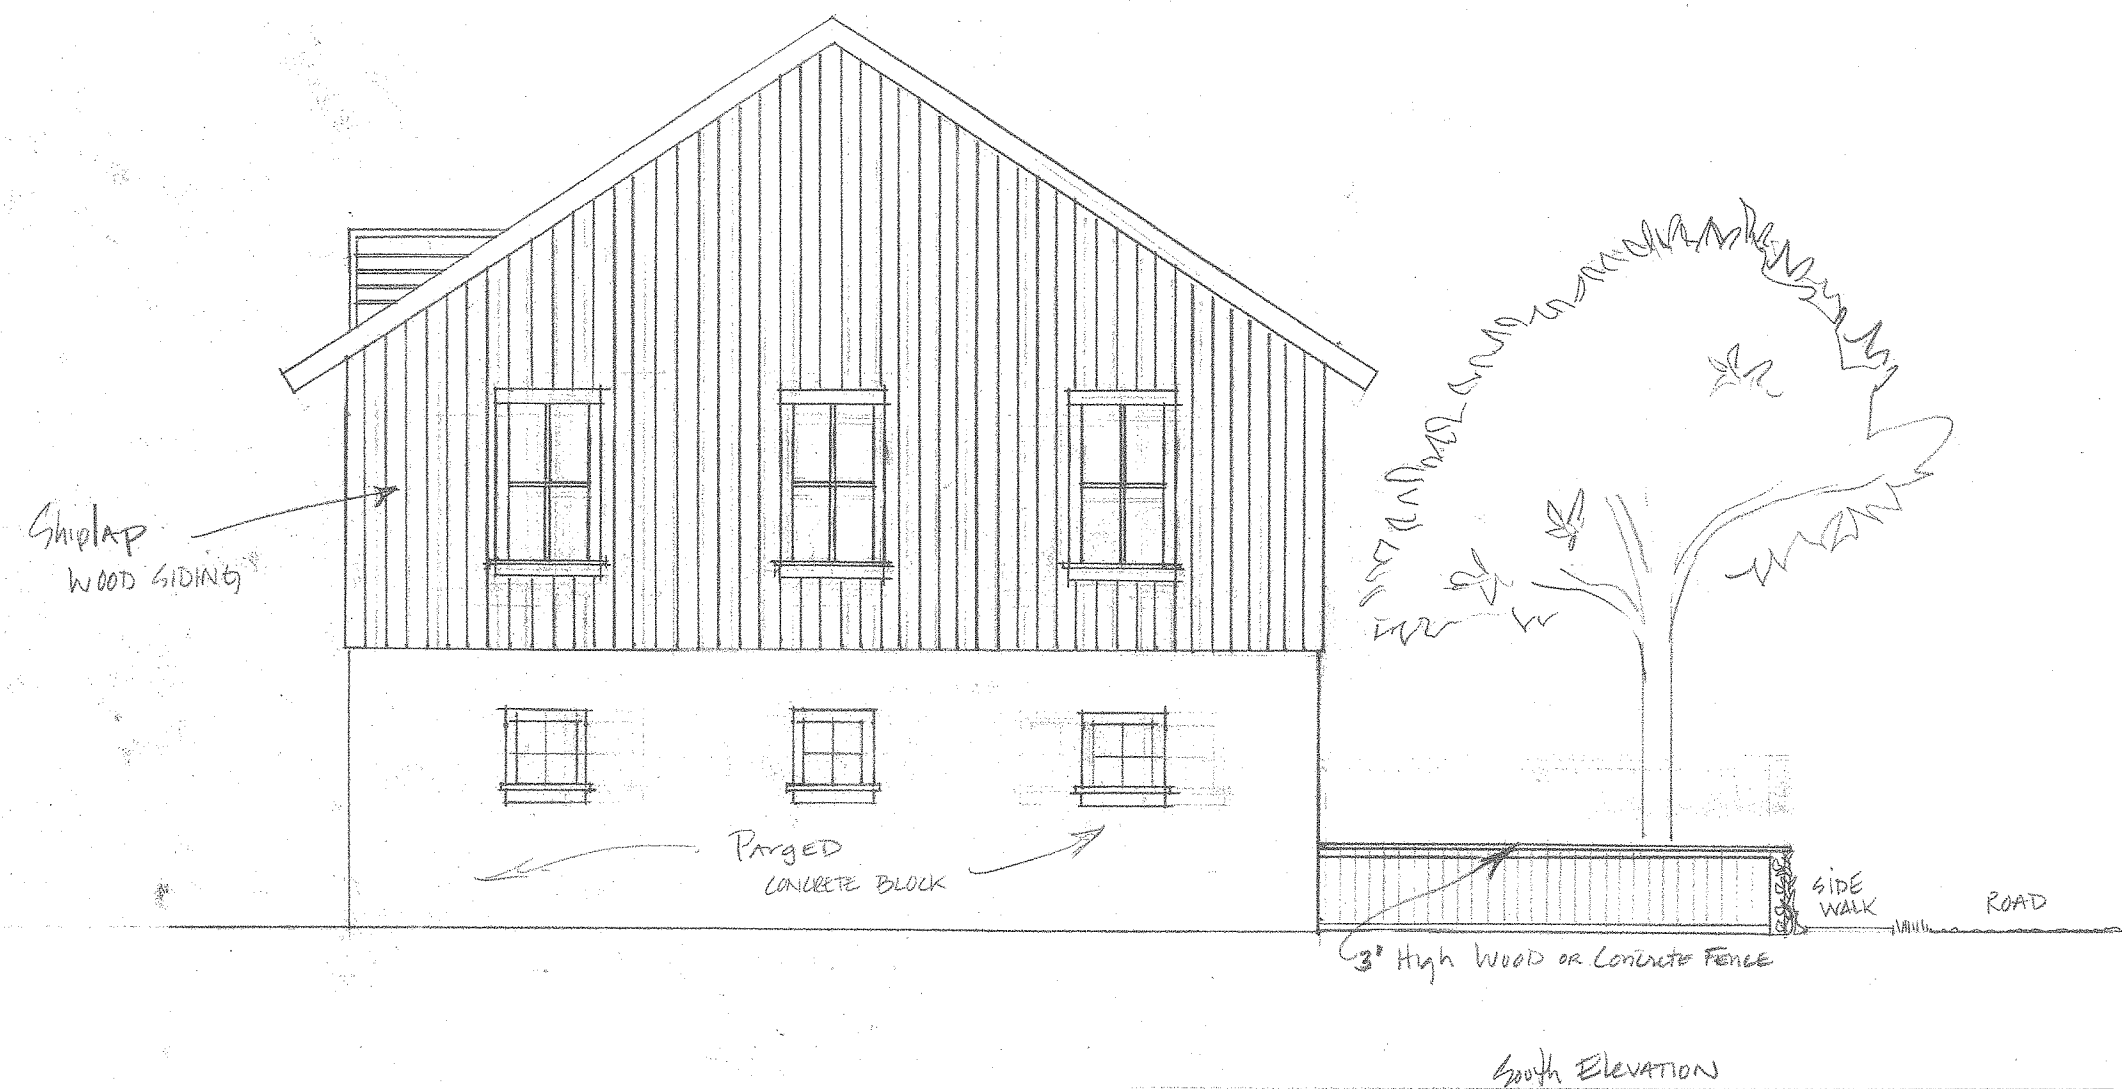 ShiplAp
WOOD SIDING
PArgED
CONCRETE BLOCK
SiDE
WALK
ROAD
3' High WOOD OR CONCRETE FENCE
South ElEVATION